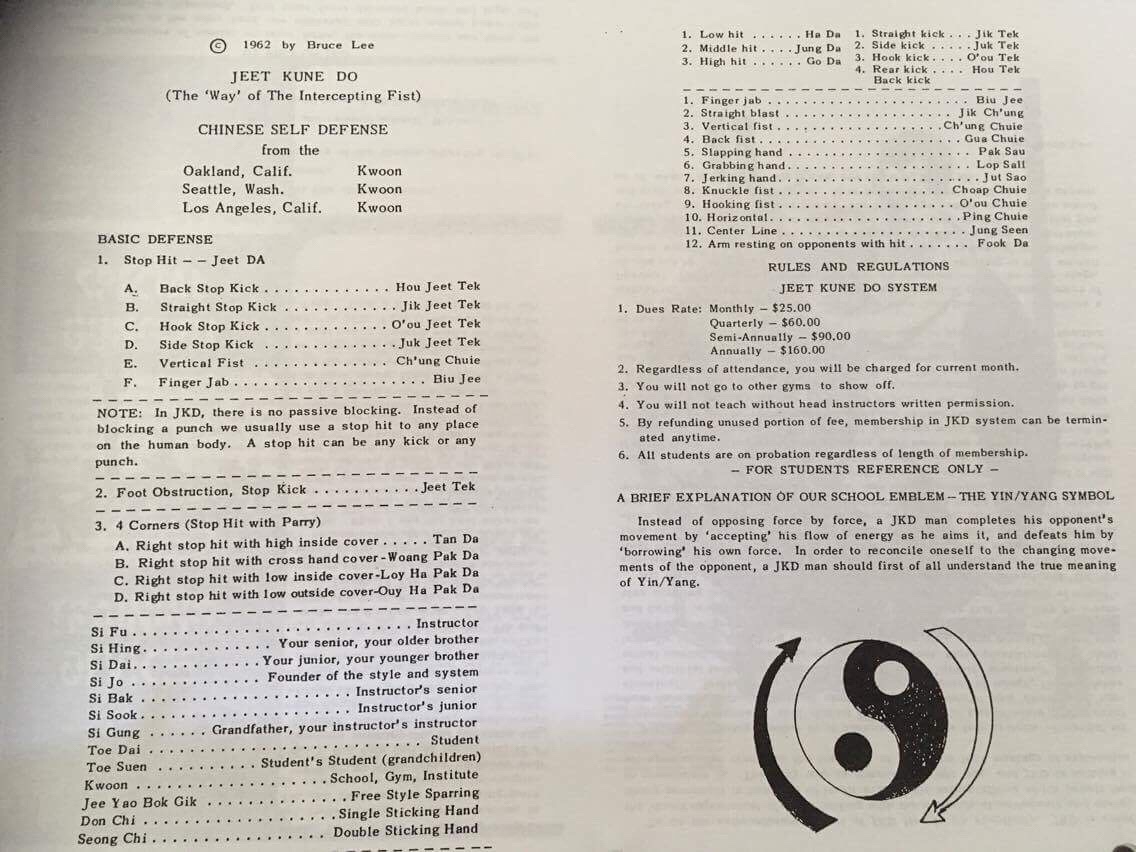 © 1962 by Bruce Lee
JEET KUNE DO
(The 'Way' of The Intercepting Fist)
CHINESE SELF DEFENSE
from the
Oakland, Calif. Kwoon
Seattle, Wash. Kwoon
Los Angeles, Calif. Kwoon
BASIC DEFENSE
1. Stop Hit – – Jeet DA
A. Back Stop Kick . . . . . . . . . . . . Hou Jeet Tek
B. Straight Stop Kick . . . . . . . . . . . . Jik Jeet Tek
C. Hook Stop Kick . . . . . . . . . . . . O'ou Jeet Tek
D. Side Stop Kick . . . . . . . . . . . . . Juk Jeet Tek
E. Vertical Fist . . . . . . . . . . . . . Ch'ung Chuie
F. Finger Jab . . . . . . . . . . . . . . . . . . . Biu Jee
NOTE: In JKD, there is no passive blocking. Instead of
blocking a punch we usually use a stop hit to any place
on the human body. A stop hit can be any kick or any
punch.
2. Foot Obstruction, Stop Kick . . . . . . . . . . . Jeet Tek
3. 4 Corners (Stop Hit with Parry)
A. Right stop hit with high inside cover . . . . . Tan Da
B. Right stop hit with cross hand cover-Woang Pak Da
C. Right stop hit with low inside cover-Loy Ha Pak Da
D. Right stop hit with low outside cover-Ouy Ha Pak Da
Si Fu . . . . . . . . . . . . . . . . . . . . . . . . . . . Instructor
Si Hing . . . . . . . . . . . . Your senior, your older brother
Si Dai . . . . . . . . . . . . Your junior, your younger brother
Si Jo . . . . . . . . . . . . . Founder of the style and system
Si Bak . . . . . . . . . . . . . . . . . . . . . Instructor's senior
Si Sook . . . . . . . . . . . . . . . . . . . . . Instructor's junior
Si Gung . . . . . . Grandfather, your instructor's instructor
Toe Dai . . . . . . . . . . . . . . . . . . . . . . . . . . Student
Toe Suen . . . . . . . . . . Student's Student (grandchildren)
Kwoon . . . . . . . . . . . . . . . . . . . School, Gym, Institute
Jee Yao Bok Gik . . . . . . . . . . . . . . Free Style Sparring
Don Chi . . . . . . . . . . . . . . . . . . . Single Sticking Hand
Seong Chi . . . . . . . . . . . . . . . . . Double Sticking Hand
1. Low hit . . . . . . Ha Da
2. Middle hit . . . . Jung Da
3. High hit . . . . . . Go Da
1. Straight kick . . . Jik Tek
2. Side kick . . . . . Juk Tek
3. Hook kick . . . . O'ou Tek
4. Rear kick . . . . Hou Tek
Back kick
1. Finger jab . . . . . . . . . . . . . . . . . . . . . . . Biu Jee
2. Straight blast . . . . . . . . . . . . . . . . . . . Jik Ch'ung
3. Vertical fist . . . . . . . . . . . . . . . . . . . Ch'ung Chuie
4. Back fist . . . . . . . . . . . . . . . . . . . . . . . Gua Chuie
5. Slapping hand . . . . . . . . . . . . . . . . . . . . . Pak Sau
6. Grabbing hand . . . . . . . . . . . . . . . . . . . . . Lop Sall
7. Jerking hand . . . . . . . . . . . . . . . . . . . . . . . Jut Sao
8. Knuckle fist . . . . . . . . . . . . . . . . . . . Choap Chuie
9. Hooking fist . . . . . . . . . . . . . . . . . . . . O'ou Chuie
10. Horizontal . . . . . . . . . . . . . . . . . . . . . Ping Chuie
11. Center Line . . . . . . . . . . . . . . . . . . . . . Jung Seen
12. Arm resting on opponents with hit . . . . . . . Fook Da
RULES AND REGULATIONS
JEET KUNE DO SYSTEM
1. Dues Rate: Monthly – $25.00
Quarterly – $60.00
Semi-Annually – $90.00
Annually – $160.00
2. Regardless of attendance, you will be charged for current month.
3. You will not go to other gyms to show off.
4. You will not teach without head instructors written permission.
5. By refunding unused portion of fee, membership in JKD system can be termin-
ated anytime.
6. All students are on probation regardless of length of membership.
– FOR STUDENTS REFERENCE ONLY –
A BRIEF EXPLANATION OF OUR SCHOOL EMBLEM – THE YIN/YANG SYMBOL
Instead of opposing force by force, a JKD man completes his opponent's
movement by 'accepting' his flow of energy as he aims it, and defeats him by
'borrowing' his own force. In order to reconcile oneself to the changing move-
ments of the opponent, a JKD man should first of all understand the true meaning
of Yin/Yang.